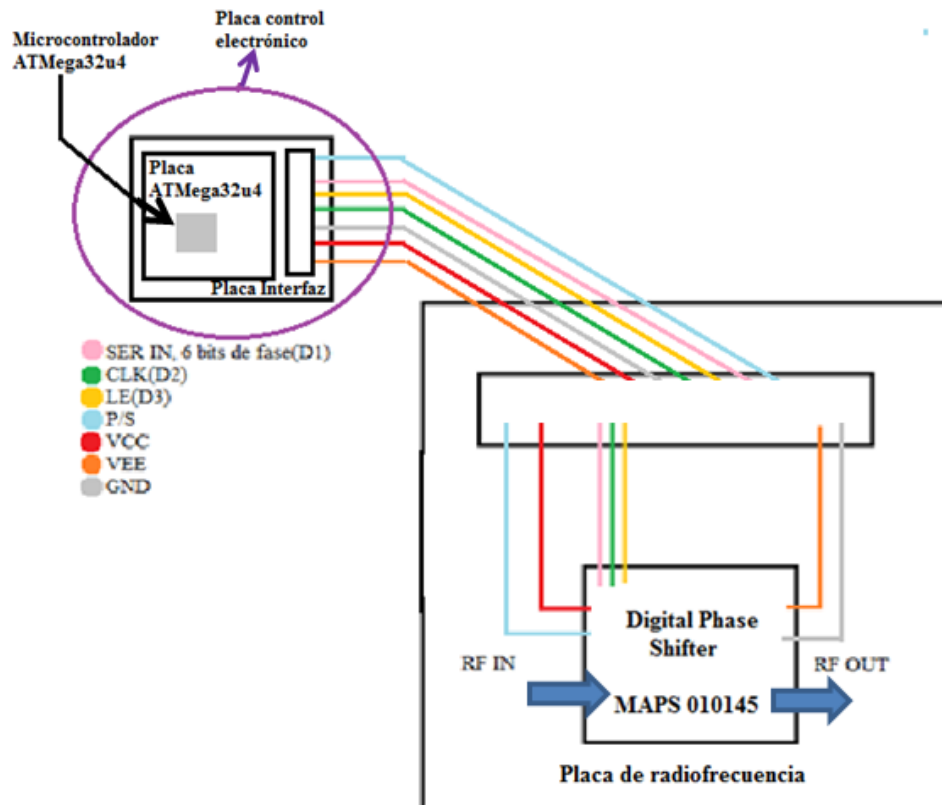 Placa control
electrónico
Microcontrolador
ATMega32u4
Placa
ATMega32u4
Placa Interfaz
SER IN, 6 bits de fase(D1)
CLK(D2)
LE(D3)
P/S
VCC
VEE
GND
Digital Phase
Shifter
RF IN
RF OUT
MAPS 010145
Placa de radiofrecuencia